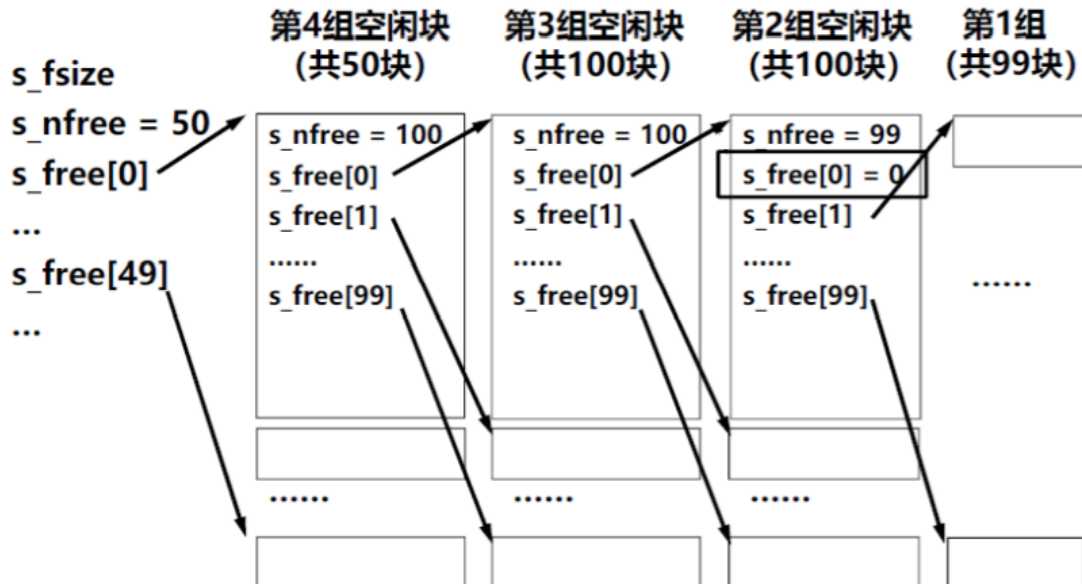 s_fsize
s_nfree = 50
s_free[0]
...
s_free[49]
...
第4组空闲块
（共50块）
s_nfree = 100
s_free[0]
s_free[1]
......
s_free[99]
......
第3组空闲块
（共100块）
s_nfree = 100
s_free[0]
s_free[1]
......
s_free[99]
......
第2组空闲块
（共100块）
s_nfree = 99
s_free[0] = 0
s_free[1]
......
s_free[99]
......
第1组
（共99块）
......